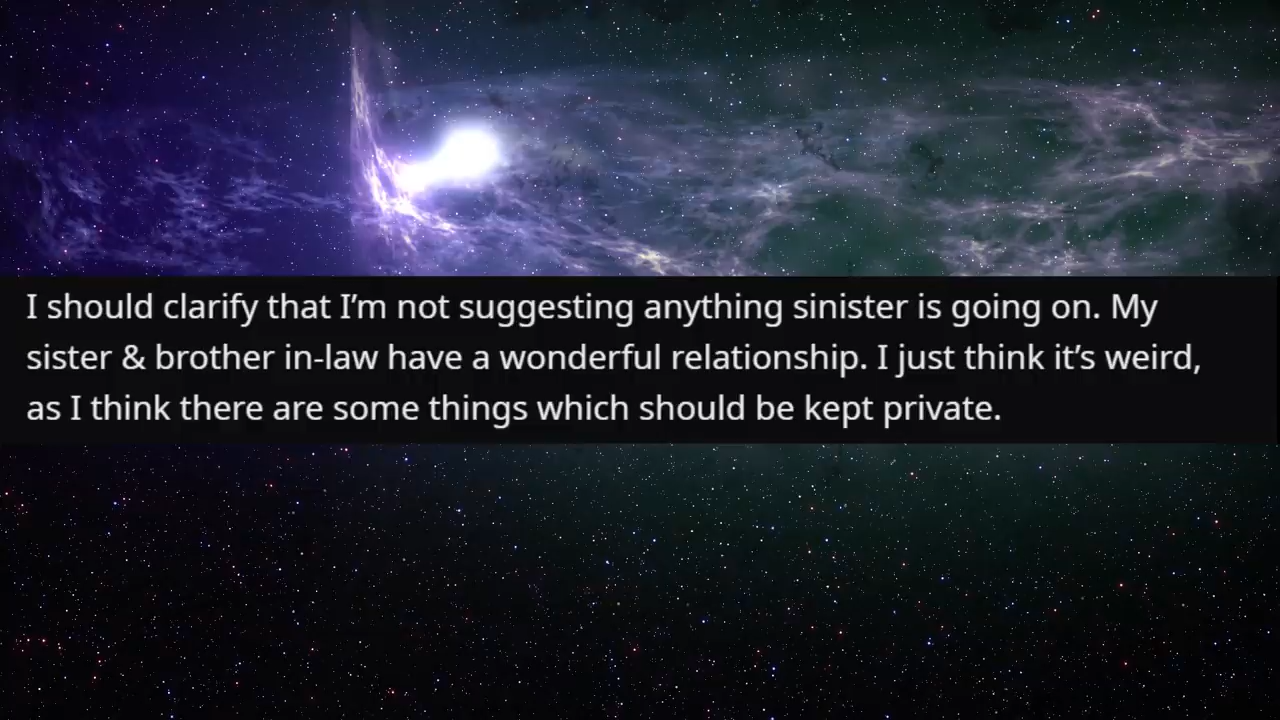 I should clarify that I’m not suggesting anything sinister is going on. My
sister & brother in-law have a wonderful relationship. I just think it’s weird,
as I think there are some things which should be kept private.